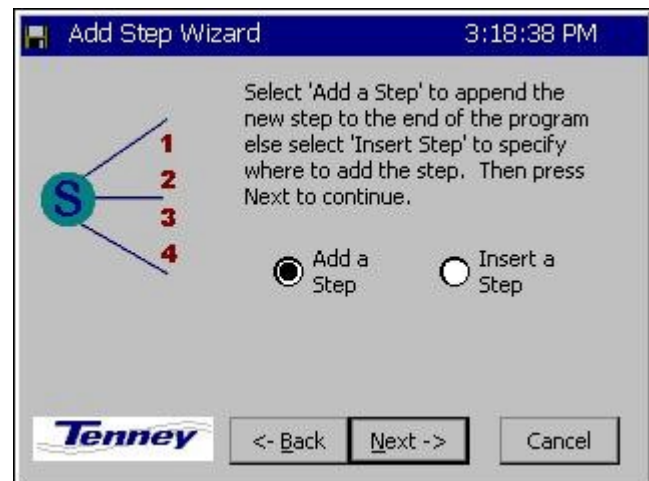 Add Step Wizard 3:18:38 PM
Select 'Add a Step' to append the
new step to the end of the program
else select 'Insert Step' to specify
where to add the step. Then press
Next to continue.
1
2
S
3
4
Add a
Step
Insert a
Step
Tenney
<- Back
Next ->
Cancel